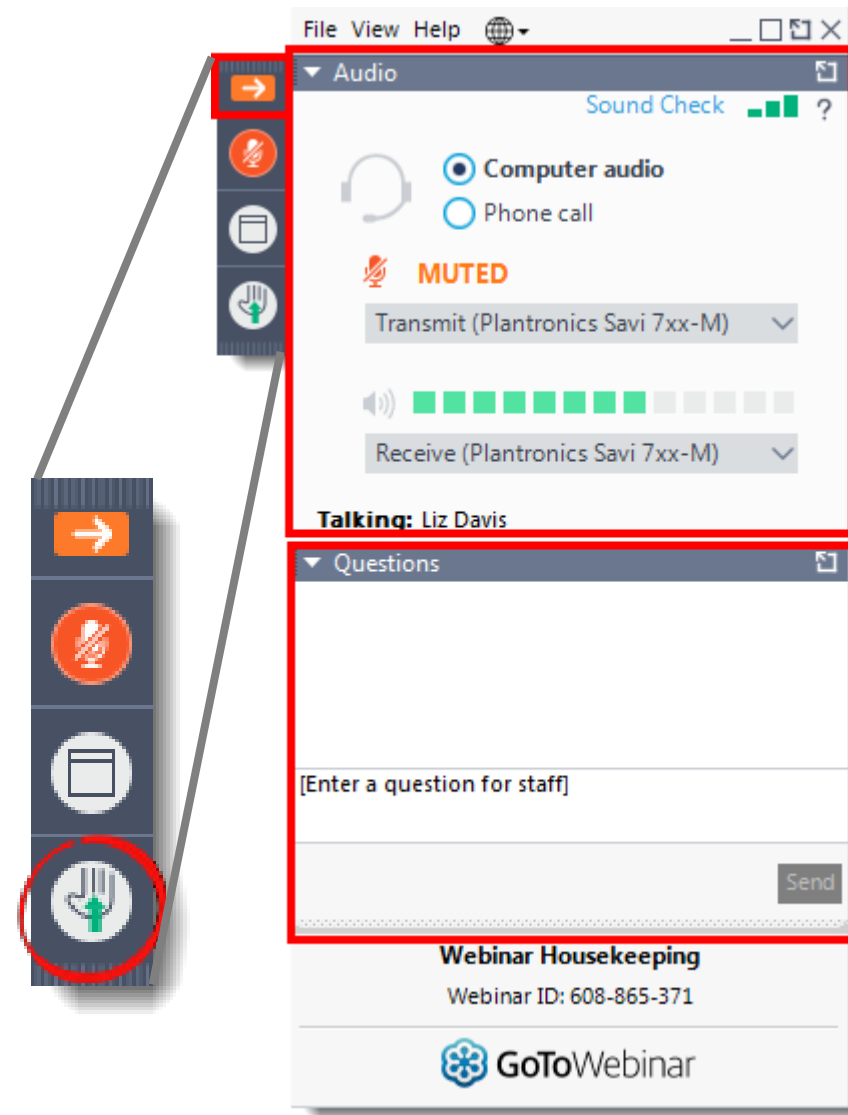 File View Help
Audio
Sound Check ?
Computer audio
Phone call
MUTED
Transmit (Plantronics Savi 7xx-M)
Receive (Plantronics Savi 7xx-M)
Talking: Liz Davis
Questions
[Enter a question for staff]
Send
Webinar Housekeeping
Webinar ID: 608-865-371
GoToWebinar